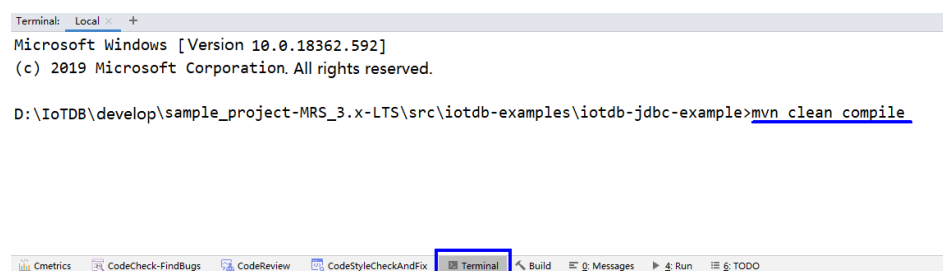 Terminal: Local × +
Microsoft Windows [Version 10.0.18362.592]
(c) 2019 Microsoft Corporation. All rights reserved.
D:\IoTDB\develop\sample_project-MRS_3.x-LTS\src\iotdb-examples\iotdb-jdbc-example>mvn clean compile
Cmetrics CodeCheck-FindBugs CodeReview CodeStyleCheckAndFix Terminal Build 0: Messages 4: Run 6: TODO